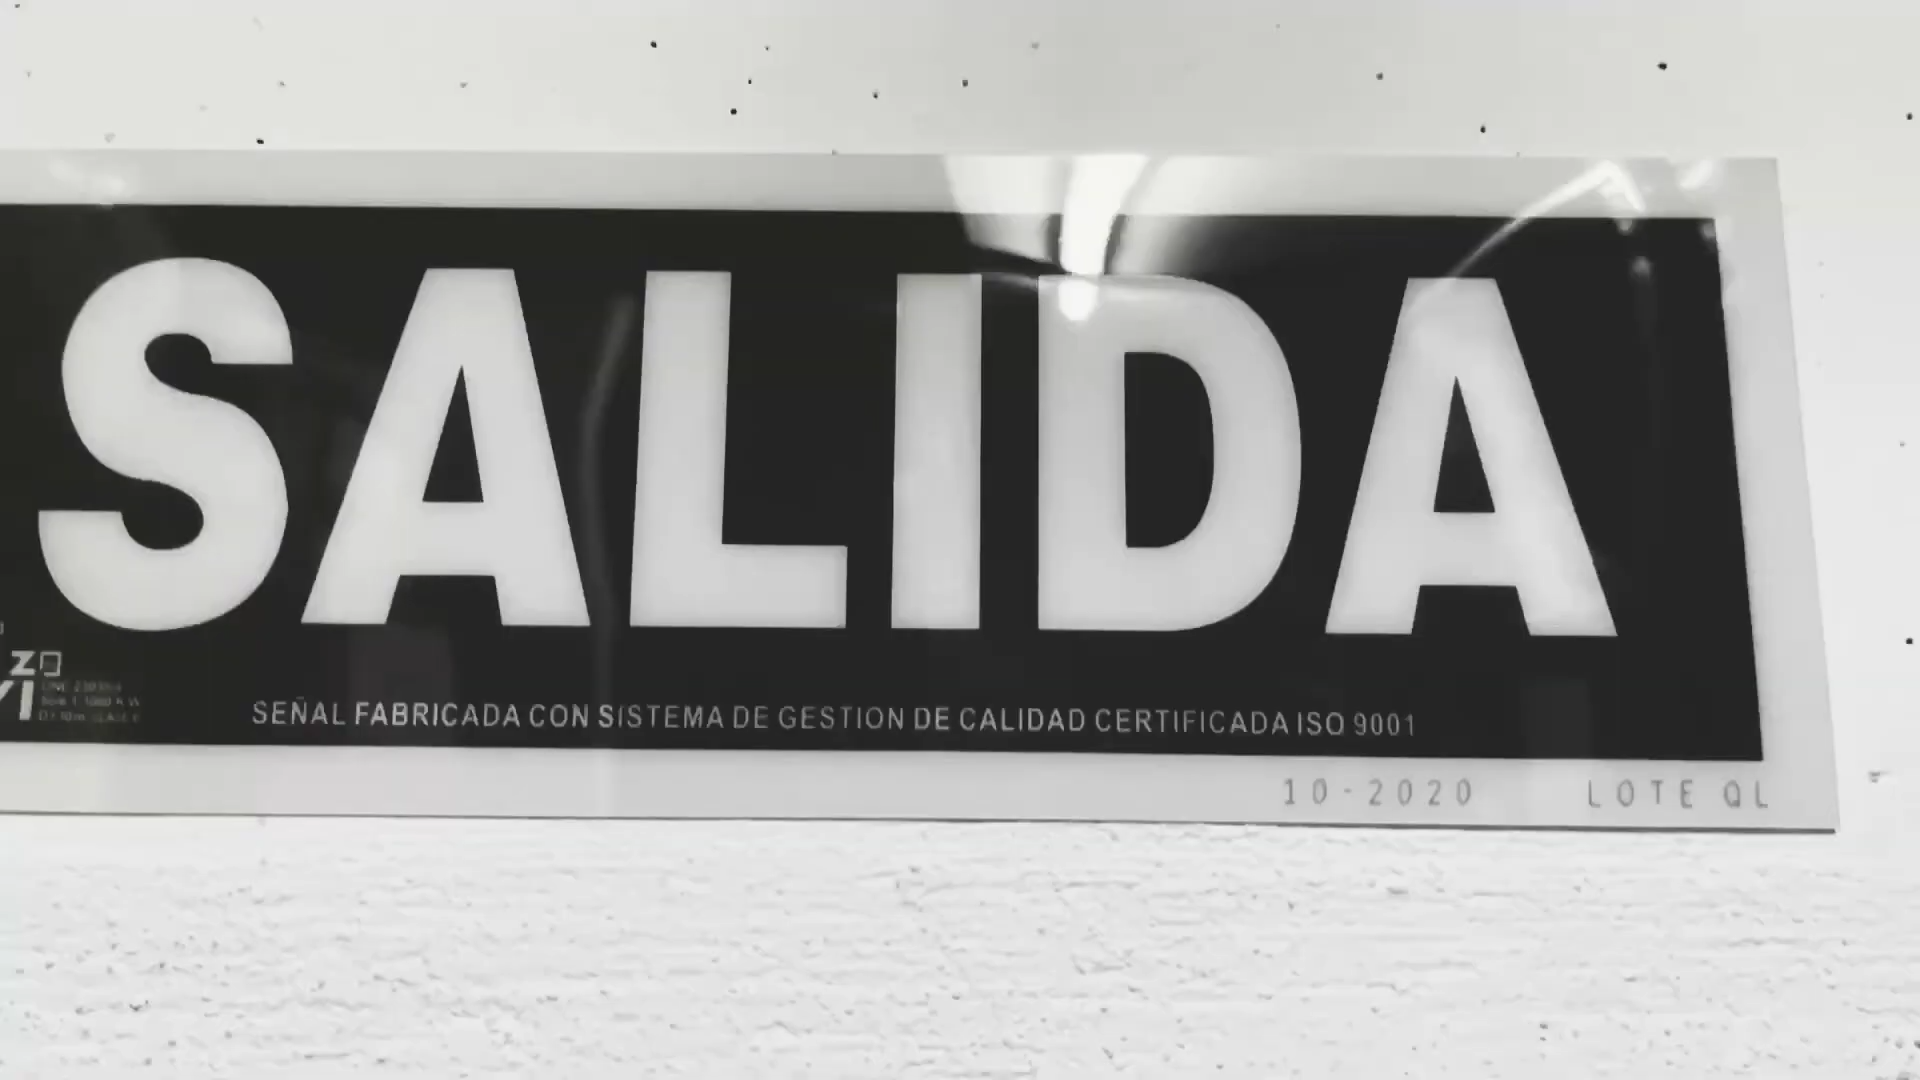 SALIDA
SEÑAL FABRICADA CON SISTEMA DE GESTION DE CALIDAD CERTIFICADA ISO 9001
10-2020 LOTE QL